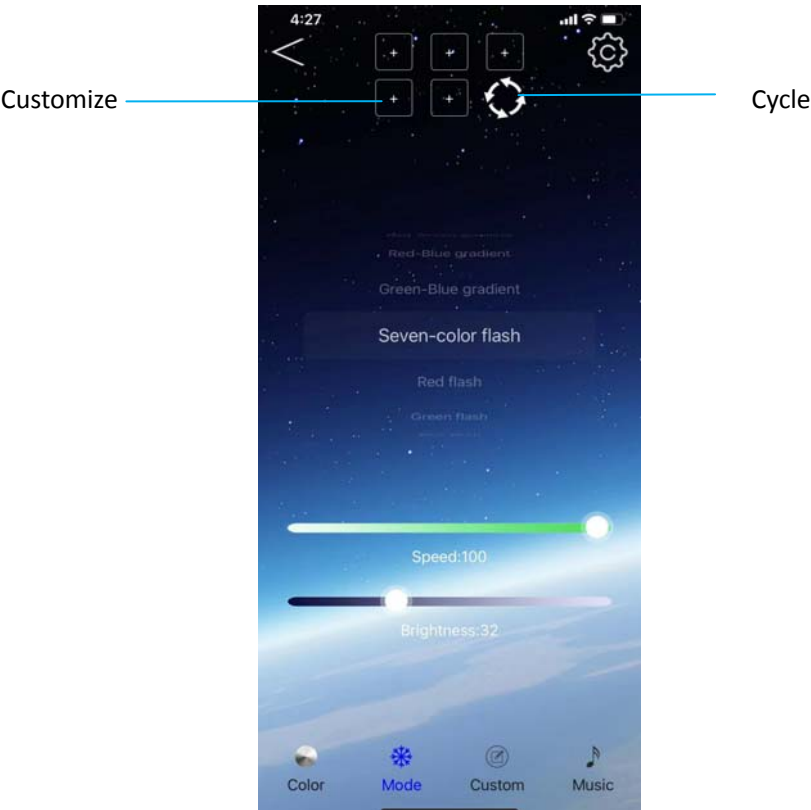 4:27
+ + +
C
Customize
+ +
Cycle
Red-Blue gradient
Green-Blue gradient
Seven-color flash
Red flash
Green flash
Speed:100
Brightness:32
Color Mode Custom Music